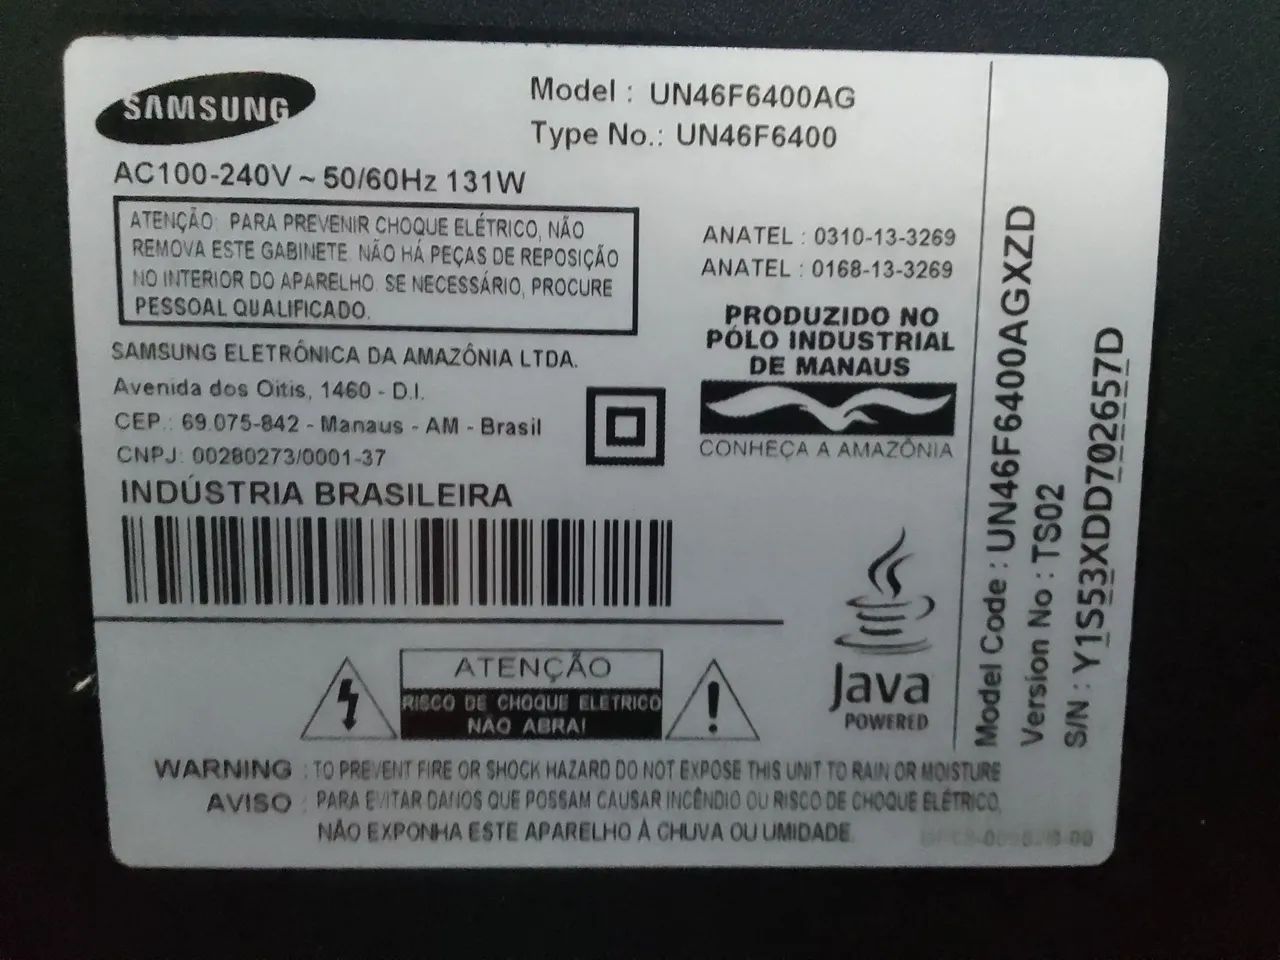 SAMSUNG
Model : UN46F6400AG
Type No.: UN46F6400
AC100-240V ~ 50/60Hz 131W
ATENÇÃO: PARA PREVENIR CHOQUE ELÉTRICO, NÃO
REMOVA ESTE GABINETE. NÃO HÁ PEÇAS DE REPOSIÇÃO
NO INTERIOR DO APARELHO. SE NECESSÁRIO, PROCURE
PESSOAL QUALIFICADO.
SAMSUNG ELETRÔNICA DA AMAZÔNIA LTDA.
Avenida dos Oitis, 1460 - D.I.
CEP.: 69.075-842 - Manaus - AM - Brasil
CNPJ: 00280273/0001-37
INDÚSTRIA BRASILEIRA
ANATEL : 0310-13-3269
ANATEL : 0168-13-3269
PRODUZIDO NO
PÓLO INDUSTRIAL
DE MANAUS
CONHEÇA A AMAZÔNIA
Java
POWERED
ATENÇÃO
RISCO DE CHOQUE ELETRICO
NÃO ABRA!
WARNING : TO PREVENT FIRE OR SHOCK HAZARD DO NOT EXPOSE THIS UNIT TO RAIN OR MOISTURE
AVISO : PARA EVITAR DANOS QUE POSSAM CAUSAR INCÊNDIO OU RISCO DE CHOQUE ELÉTRICO,
NÃO EXPONHA ESTE APARELHO À CHUVA OU UMIDADE.
Model Code : UN46F6400AGXZD
Version No : TS02
S/N : Y1S53XDD702657D